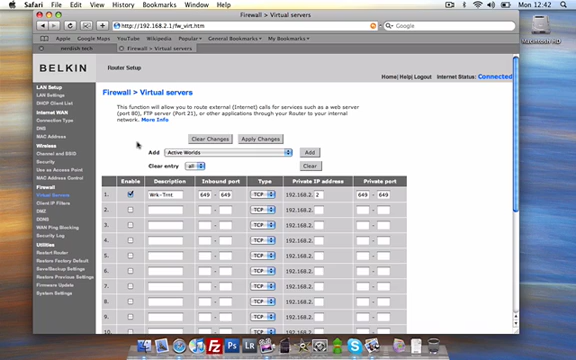 Safari File Edit View History Bookmarks Window Help
Mon 12:42
Firewall > Virtual servers
http://192.168.2.1/fw_virt.htm
Google
Apple Google Maps YouTube Wikipedia Popular General Bookmarks My Bookmarks
nerdish tech
Firewall > Virtual servers
Macintosh HD
BELKIN
Router Setup
Home| Help| Logout Internet Status: Connected
LAN Setup
LAN Settings
DHCP Client List
Internet WAN
Connection Type
DNS
MAC Address
Wireless
Channel and SSID
Security
Use as Access Point
MAC Address Control
Firewall
Virtual Servers
Client IP Filters
DMZ
DDNS
WAN Ping Blocking
Security Log
Utilities
Restart Router
Restore Factory Default
Save/Backup Settings
Restore Previous Settings
Firmware Update
System Settings
Firewall > Virtual servers
This function will allow you to route external (Internet) calls for services such as a web server
(port 80), FTP server (Port 21), or other applications through your Router to your internal
network. More Info
Clear Changes
Apply Changes
Add Active Worlds Add
Clear entry all Clear
Enable Description Inbound port Type Private IP address Private port
1. 649 - 649 TCP 192.168.2. 2 649 - 649
2. - TCP 192.168.2. -
3. - TCP 192.168.2. -
4. - TCP 192.168.2. -
5. - TCP 192.168.2. -
6. - TCP 192.168.2. -
7. - TCP 192.168.2. -
8. - TCP 192.168.2. -
9. - TCP 192.168.2. -
10. - TCP 192.168.2. -